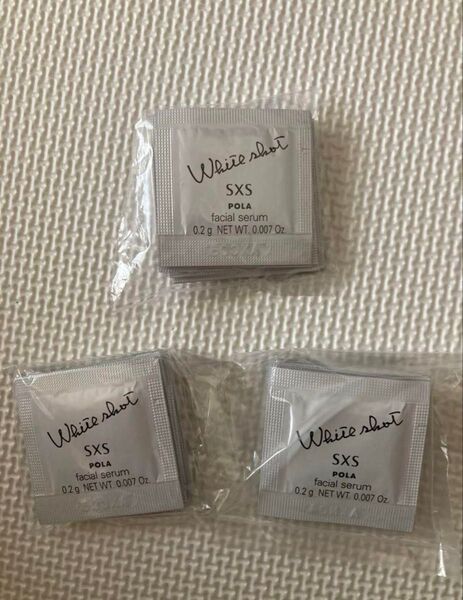 White shot
SXS
POLA
facial serum
0.2 g NET WT. 0.007 Oz.
White shot
SXS
POLA
facial serum
0.2 g NET WT. 0.007 Oz.
White shot
SXS
POLA
facial serum
0.2 g NET WT. 0.007 Oz.